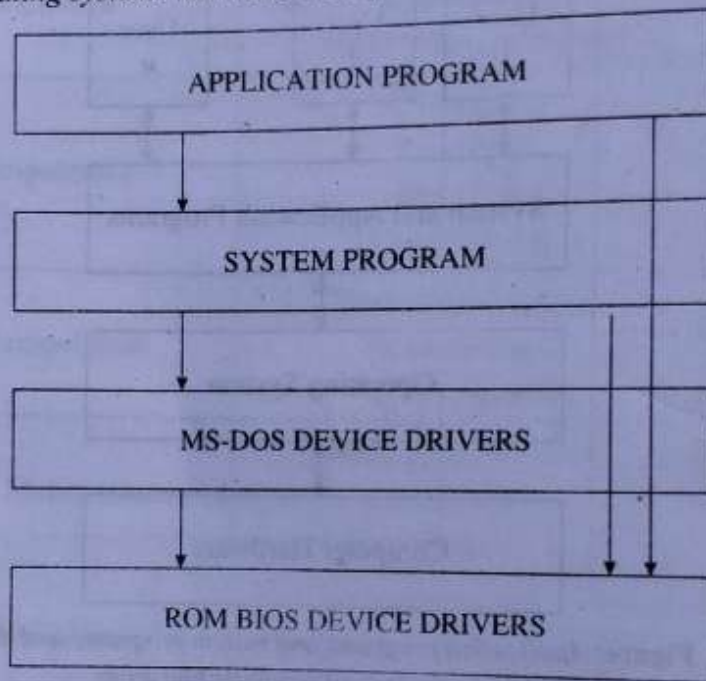 APPLICATION PROGRAM
SYSTEM PROGRAM
MS-DOS DEVICE DRIVERS
ROM BIOS DEVICE DRIVERS